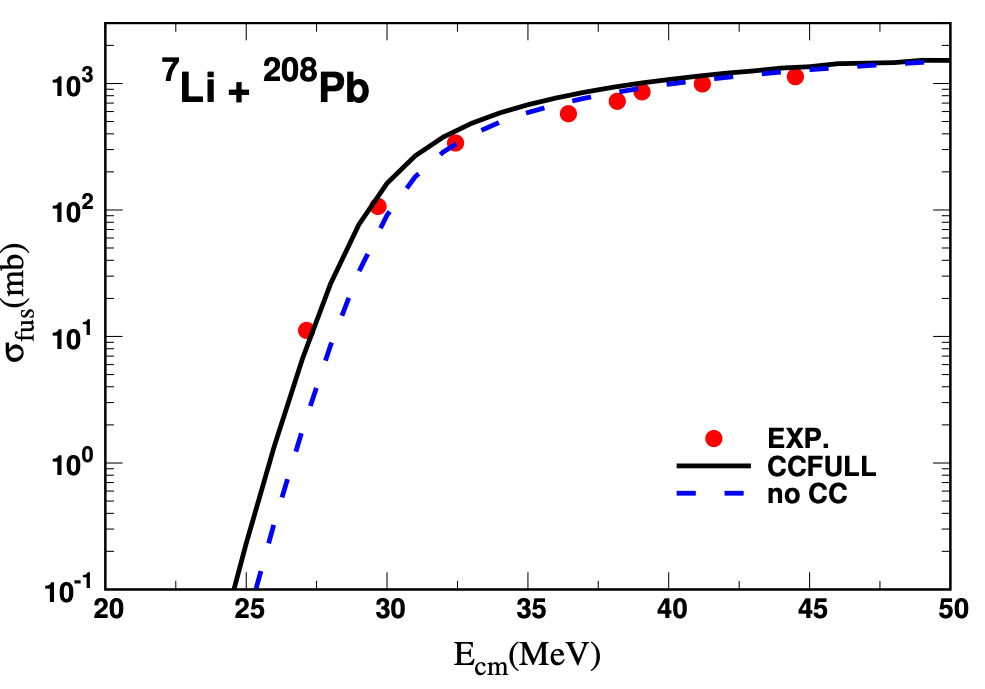 ⁷Li + ²⁰⁸Pb
σfus(mb)
10³
10²
10¹
10⁰
10⁻¹
EXP.
CCFULL
no CC
20 25 30 35 40 45 50
Ecm(MeV)